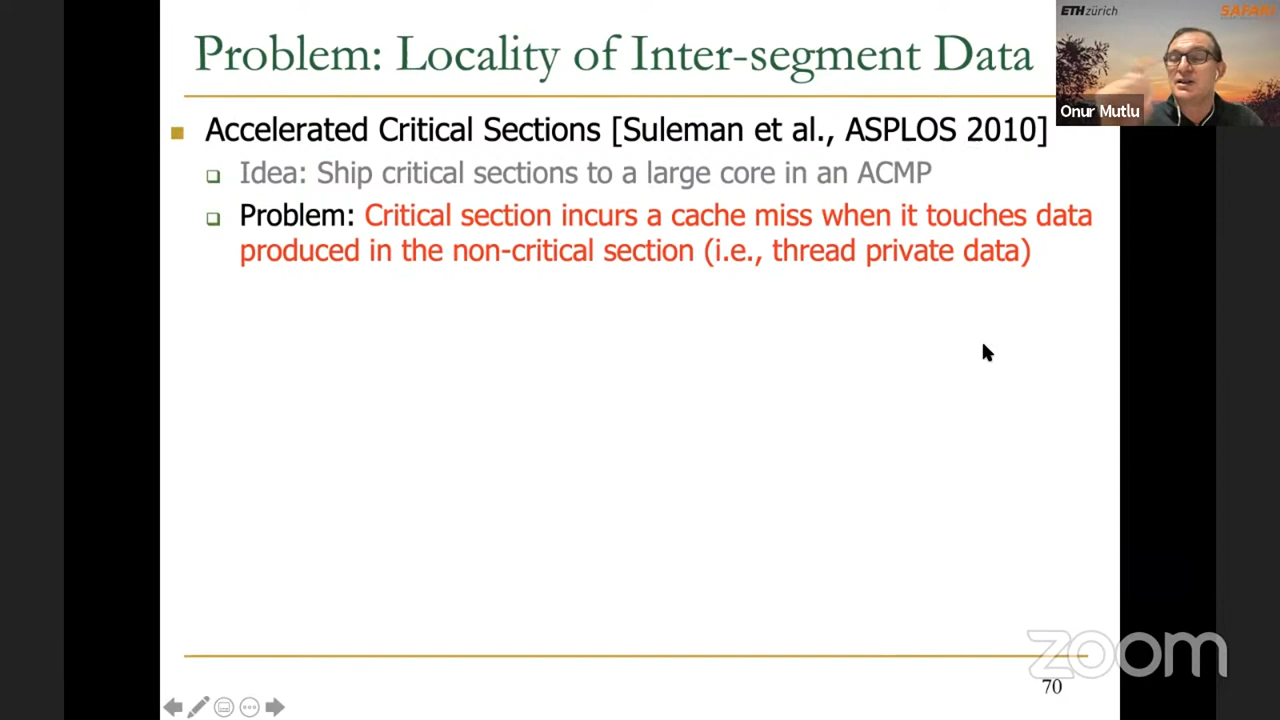 Problem: Locality of Inter-segment Data
ETHzürich
SAFARI
Onur Mutlu
Accelerated Critical Sections [Suleman et al., ASPLOS 2010]
Idea: Ship critical sections to a large core in an ACMP
Problem: Critical section incurs a cache miss when it touches data
produced in the non-critical section (i.e., thread private data)
zoom
70